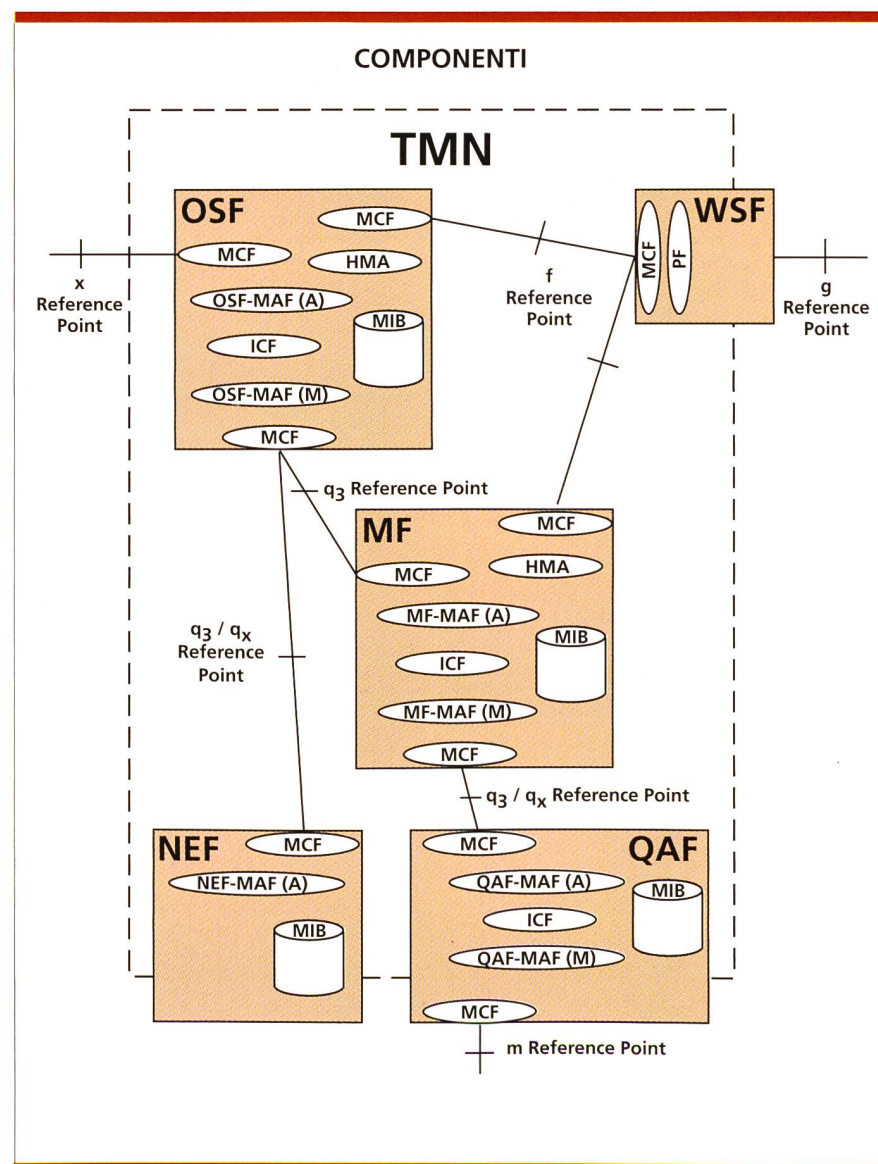 COMPONENTI
TMN
OSF
MCF
MCF
HMA
OSF-MAF (A)
MIB
ICF
OSF-MAF (M)
MCF
WSF
MCF
PF
x
Reference
Point
f
Reference
Point
g
Reference
Point
q3 Reference Point
MF
MCF
MCF
HMA
MF-MAF (A)
MIB
ICF
MF-MAF (M)
MCF
q3 / qx
Reference
Point
q3 / qx Reference Point
NEF
MCF
NEF-MAF (A)
MIB
QAF
MCF
QAF-MAF (A)
MIB
ICF
QAF-MAF (M)
MCF
m Reference Point